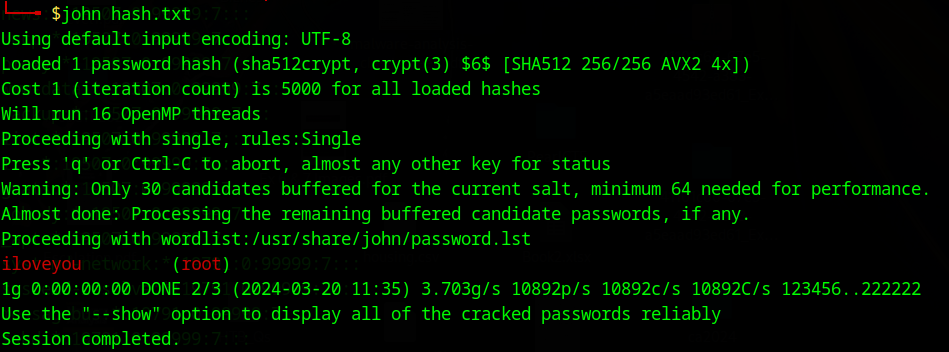 $john hash.txt
Using default input encoding: UTF-8
Loaded 1 password hash (sha512crypt, crypt(3) $6$ [SHA512 256/256 AVX2 4x])
Cost 1 (iteration count) is 5000 for all loaded hashes
Will run 16 OpenMP threads
Proceeding with single, rules:Single
Press 'q' or Ctrl-C to abort, almost any other key for status
Warning: Only 30 candidates buffered for the current salt, minimum 64 needed for performance.
Almost done: Processing the remaining buffered candidate passwords, if any.
Proceeding with wordlist:/usr/share/john/password.lst
iloveyou         (root)
1g 0:00:00:00 DONE 2/3 (2024-03-20 11:35) 3.703g/s 10892p/s 10892c/s 10892C/s 123456..222222
Use the "--show" option to display all of the cracked passwords reliably
Session completed.